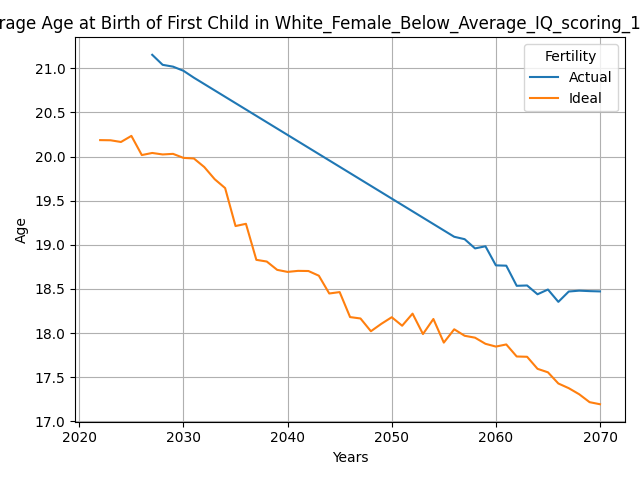 rage Age at Birth of First Child in White_Female_Below_Average_IQ_scoring_1
Fertility
Actual
Ideal
Age
21.0
20.5
20.0
19.5
19.0
18.5
18.0
17.5
17.0
2020 2030 2040 2050 2060 2070
Years